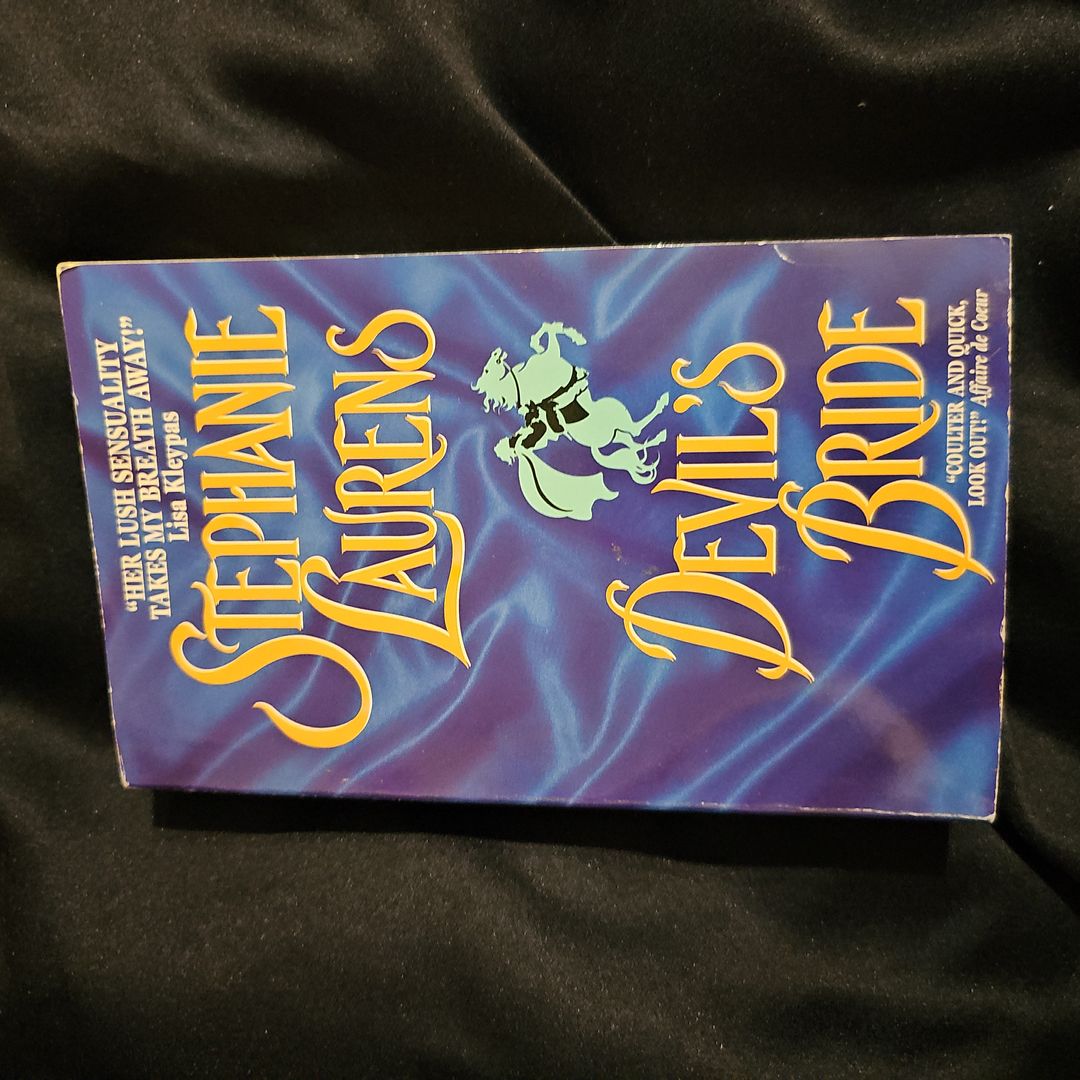 “HER LUSH SENSUALITY
TAKES MY BREATH AWAY!”
Lisa Kleypas
STEPHANIE
LAURENS
DEVIL'S
BRIDE
“COULTER AND QUICK,
LOOK OUT!” Affaire de Coeur